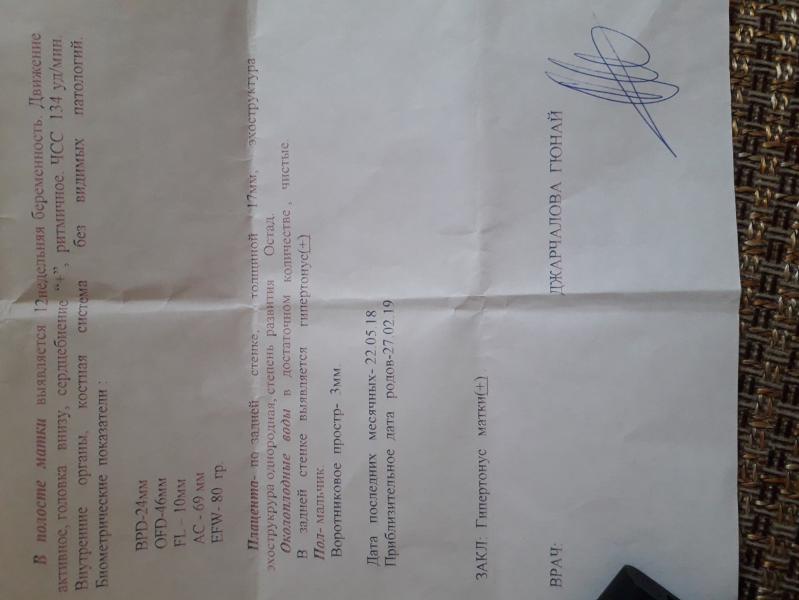 В полосте матки выявляется 12недельная беременность. Движение
активное, головка внизу, сердцебиение “+”, ритмичное. ЧСС 134 уд/мин.
Внутренние органы, костная система без видимых патологий.
Биометрические показатели :
BPD-24мм
OFD-46мм
FL - 10мм
AC - 69 мм
EFW- 80 гр.
Плацента- по задней стенке, толщиной 17мм, эхоструктура
эхострукрура однородная, степень развития Остад.
Околоплодные воды в достаточном количестве , чистые.
В задней стенке выявляется гипертонус(+)
Пол- мальчик
Воротниковое простр- 3мм.
Дата последних месячных- 22.05.18
Приблизительное дата родов-27.02.19
ЗАКЛ: Гипертонус матки(+)
ВРАЧ: ДЖАРЧАЛОВА ГЮНАЙ